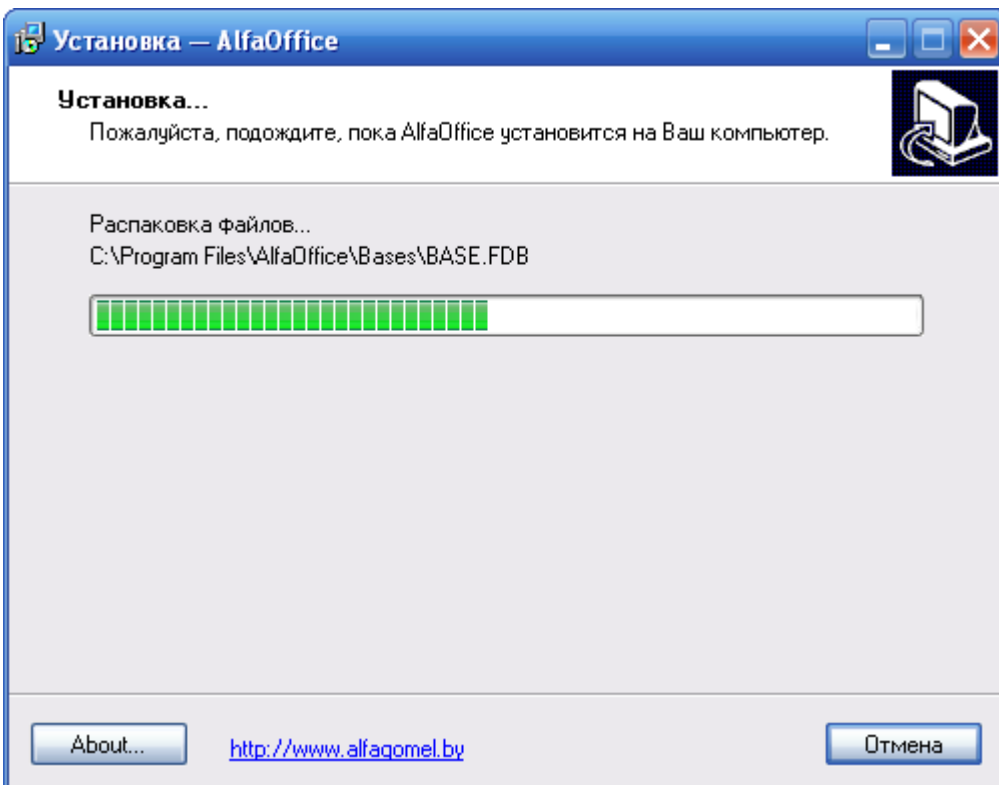 Установка — AlfaOffice
Установка...
Пожалуйста, подождите, пока AlfaOffice установится на Ваш компьютер.
Распаковка файлов...
C:\Program Files\AlfaOffice\Bases\BASE.FDB
About...
http://www.alfagomel.by
Отмена